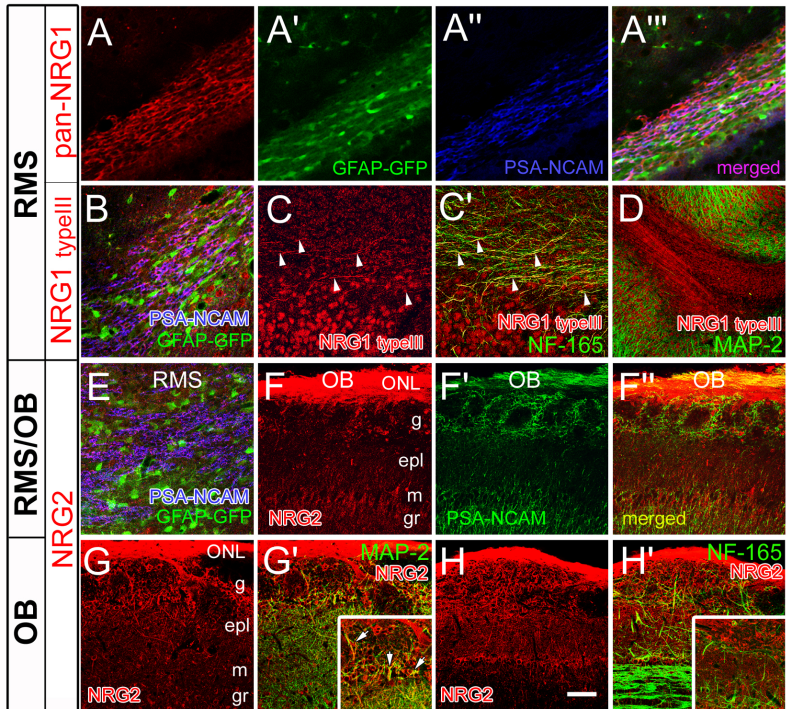 RMS
pan-NRG1
A
A'
GFAP-GFP
A''
PSA-NCAM
A'''
merged
NRG1 typeIII
B
PSA-NCAM
GFAP-GFP
C
NRG1 typeIII
C'
NRG1 typeIII
NF-165
D
NRG1 typeIII
MAP-2
RMS/OB
NRG2
E
RMS
PSA-NCAM
GFAP-GFP
F
OB
ONL
g
epl
m
gr
NRG2
F'
OB
PSA-NCAM
F''
OB
merged
OB
G
ONL
g
epl
m
gr
NRG2
G'
MAP-2
NRG2
H
NRG2
H'
NF-165
NRG2